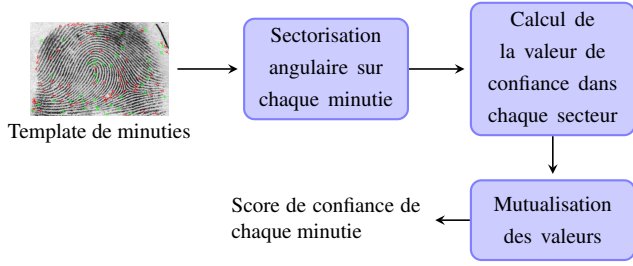 Template de minuties
Sectorisation
angulaire sur
chaque minutie
Calcul de
la valeur de
confiance dans
chaque secteur
Mutualisation
des valeurs
Score de confiance de
chaque minutie